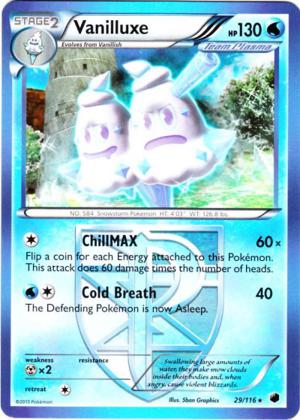 STAGE 2
Vanilluxe
HP 130
Evolves from Vanillish
Team Plasma
NO. 584 Snowstorm Pokémon HT: 4'03" WT: 126.8 lbs.
ChillMAX 60×
Flip a coin for each Energy attached to this Pokémon.
This attack does 60 damage times the number of heads.
Cold Breath 40
The Defending Pokémon is now Asleep.
weakness
resistance
×2
retreat
Swallowing large amounts of
water, they make snow clouds
inside their bodies and, when
angry, cause violent blizzards.
©2013 Pokémon
Illus. 5ban Graphics
29/116